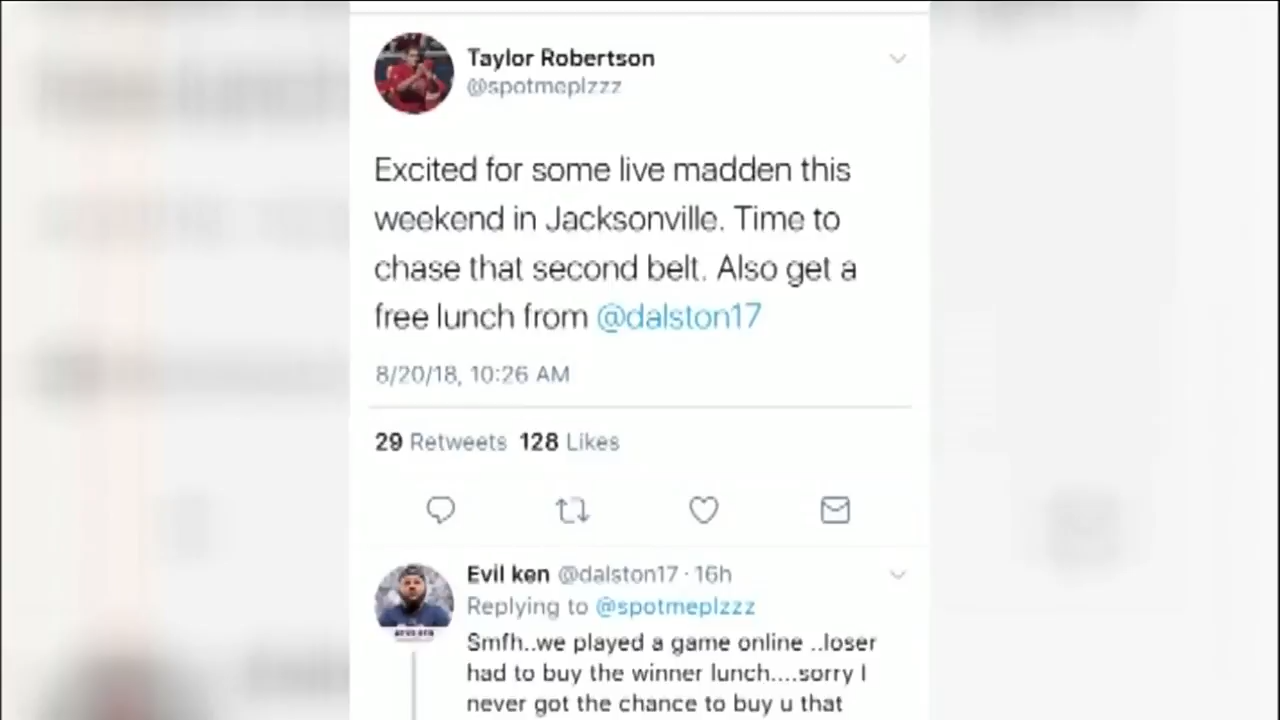 Taylor Robertson
@spotmeplzzz
Excited for some live madden this
weekend in Jacksonville. Time to
chase that second belt. Also get a
free lunch from @dalston17
8/20/18, 10:26 AM
29 Retweets 128 Likes
Evil ken @dalston17 · 16h
Replying to @spotmeplzzz
Smfh..we played a game online ..loser
had to buy the winner lunch....sorry I
never got the chance to buy u that